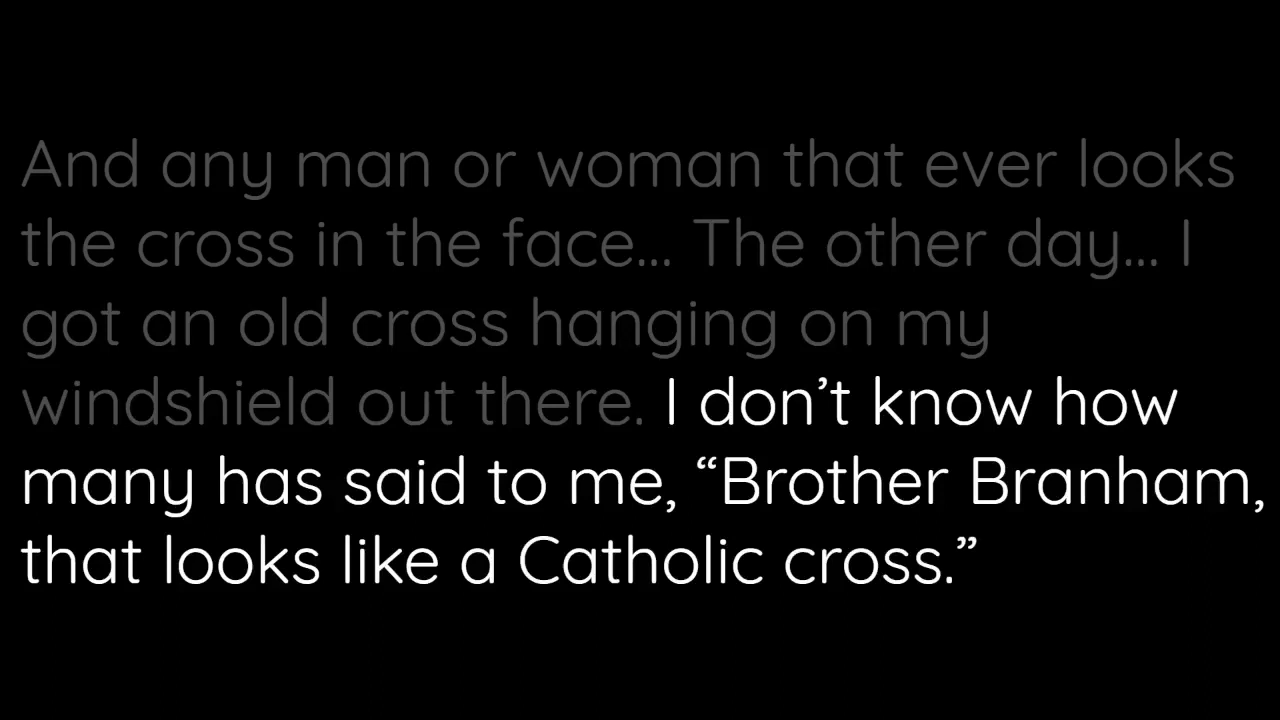 And any man or woman that ever looks
the cross in the face... The other day... I
got an old cross hanging on my
windshield out there. I don’t know how
many has said to me, “Brother Branham,
that looks like a Catholic cross.”